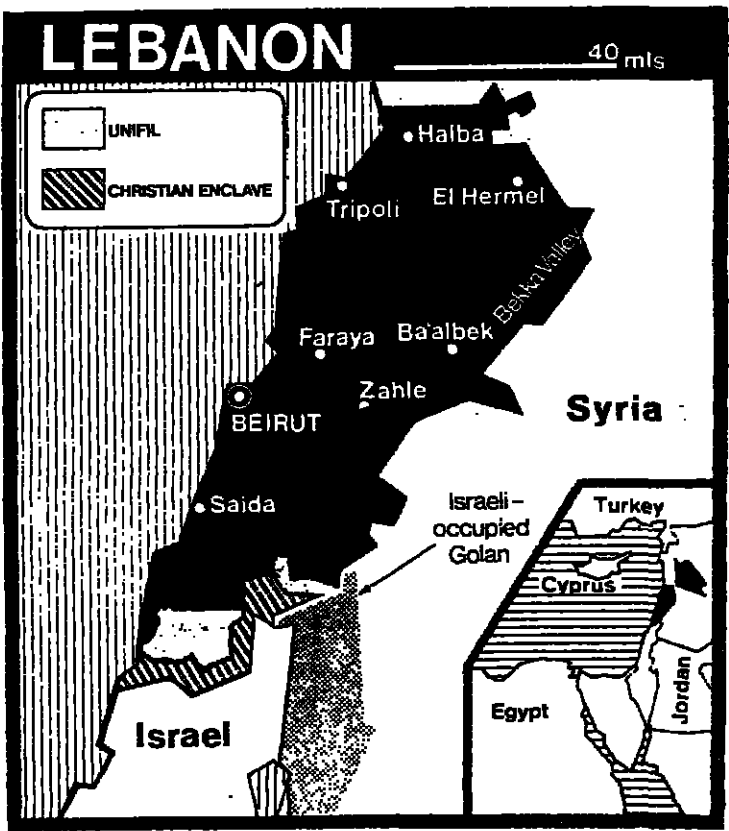 LEBANON
40 mls
UNIFIL
CHRISTIAN ENCLAVE
Halba
Tripoli
El Hermel
Bekka Valley
Faraya
Ba'albek
Zahle
BEIRUT
Syria
Saida
Israeli-
occupied
Golan
Turkey
Cyprus
Egypt
Jordan
Israel